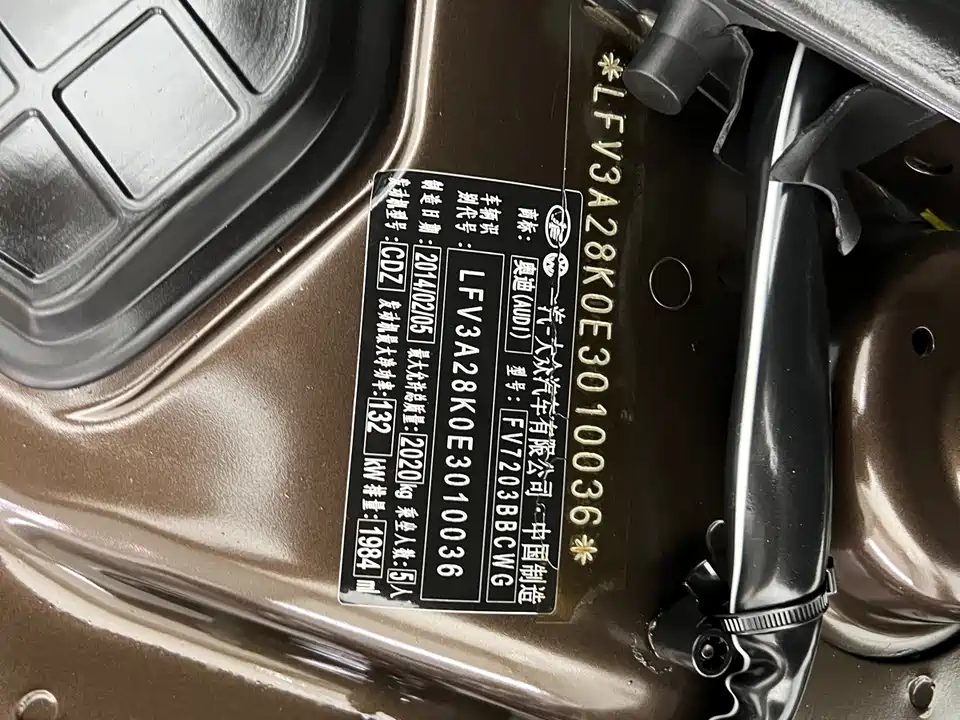 *LFV3A28K0E3010036*
一汽-大众汽车有限公司·中国制造
商标: 奥迪(AUDI) 型号: FV7203BBCWG
车辆识别代号: LFV3A28K0E3010036
制造日期: 2014/02/05 最大允许总质量: 2020kg 乘坐人数: 5人
发动机型号: CDZ 发动机最大净功率: 132 kW 排量: 1984 ml